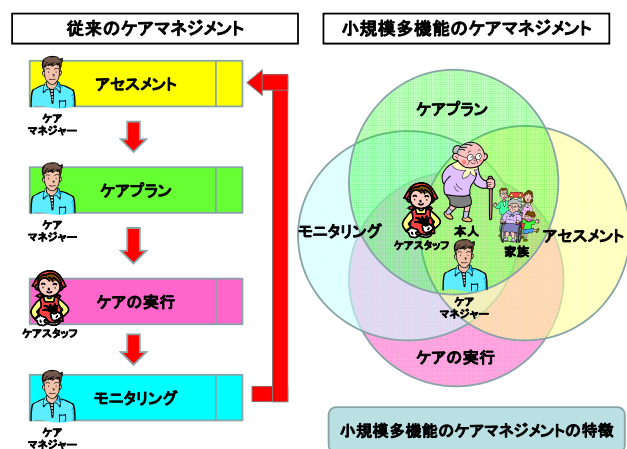 従来のケアマネジメント
アセスメント
ケア
マネジャー
ケアプラン
ケア
マネジャー
ケアの実行
ケアスタッフ
モニタリング
ケア
マネジャー
小規模多機能のケアマネジメント
ケアプラン
モニタリング
ケアスタッフ
本人
家族
アセスメント
ケア
マネジャー
ケアの実行
小規模多機能のケアマネジメントの特徴